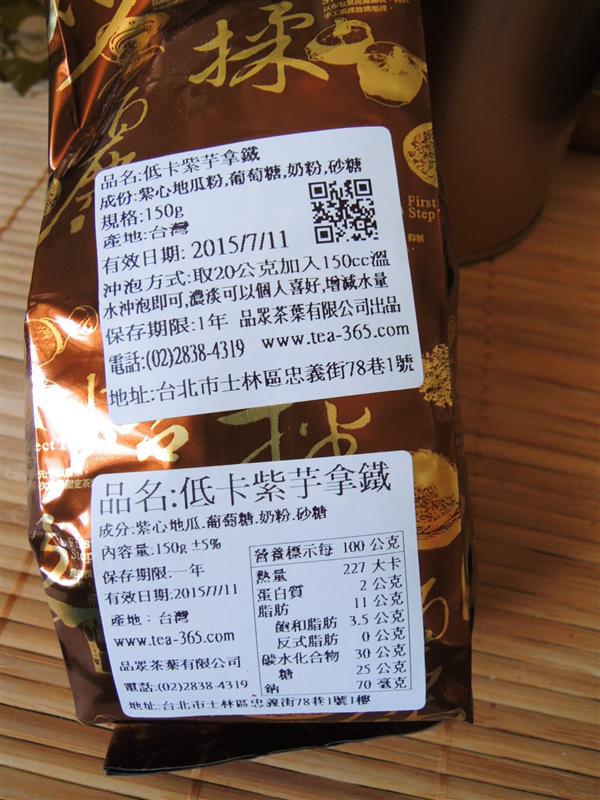 揉
First
Step
品名:低卡紫芋拿鐵
成份:紫心地瓜粉,葡萄糖,奶粉,砂糖
規格:150g
產地:台灣
有效日期: 2015/7/11
沖泡方式:取20公克加入150cc溫
水沖泡即可,濃淡可以個人喜好,增減水量
保存期限:1年 品眾茶葉有限公司出品
電話:(02)2838-4319 www.tea-365.com
地址:台北市士林區忠義街78巷1號
品名:低卡紫芋拿鐵
成分:紫心地瓜.葡萄糖.奶粉.砂糖
內容量:150g ±5%
保存期限:一年
有效日期:2015/7/11
產地：台灣
www.tea-365.com
品眾茶葉有限公司
電話:(02)2838-4319
地址:台北市士林區忠義街78巷1號1樓
營養標示每 100 公克
熱量 227 大卡
蛋白質 2 公克
脂肪 11 公克
飽和脂肪 3.5 公克
反式脂肪 0 公克
碳水化合物 30 公克
糖 25 公克
鈉 70 毫克